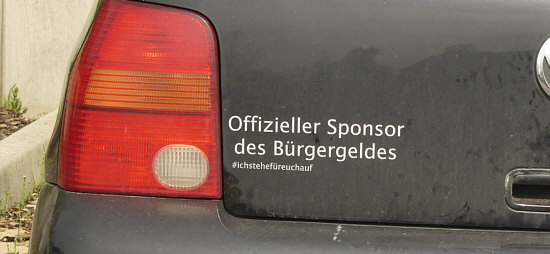 Offizieller Sponsor
des Bürgergeldes
#ichstehefüreuchauf